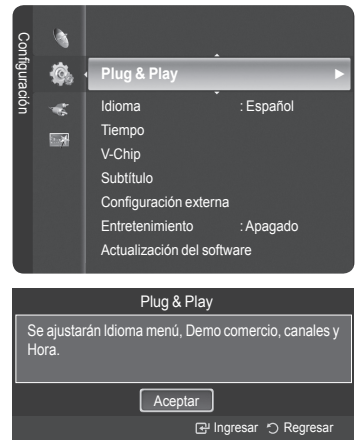 Configuración
Plug & Play
Idioma : Español
Tiempo
V-Chip
Subtítulo
Configuración externa
Entretenimiento : Apagado
Actualización del software
Plug & Play
Se ajustarán Idioma menú, Demo comercio, canales y
Hora.
Aceptar
Ingresar Regresar